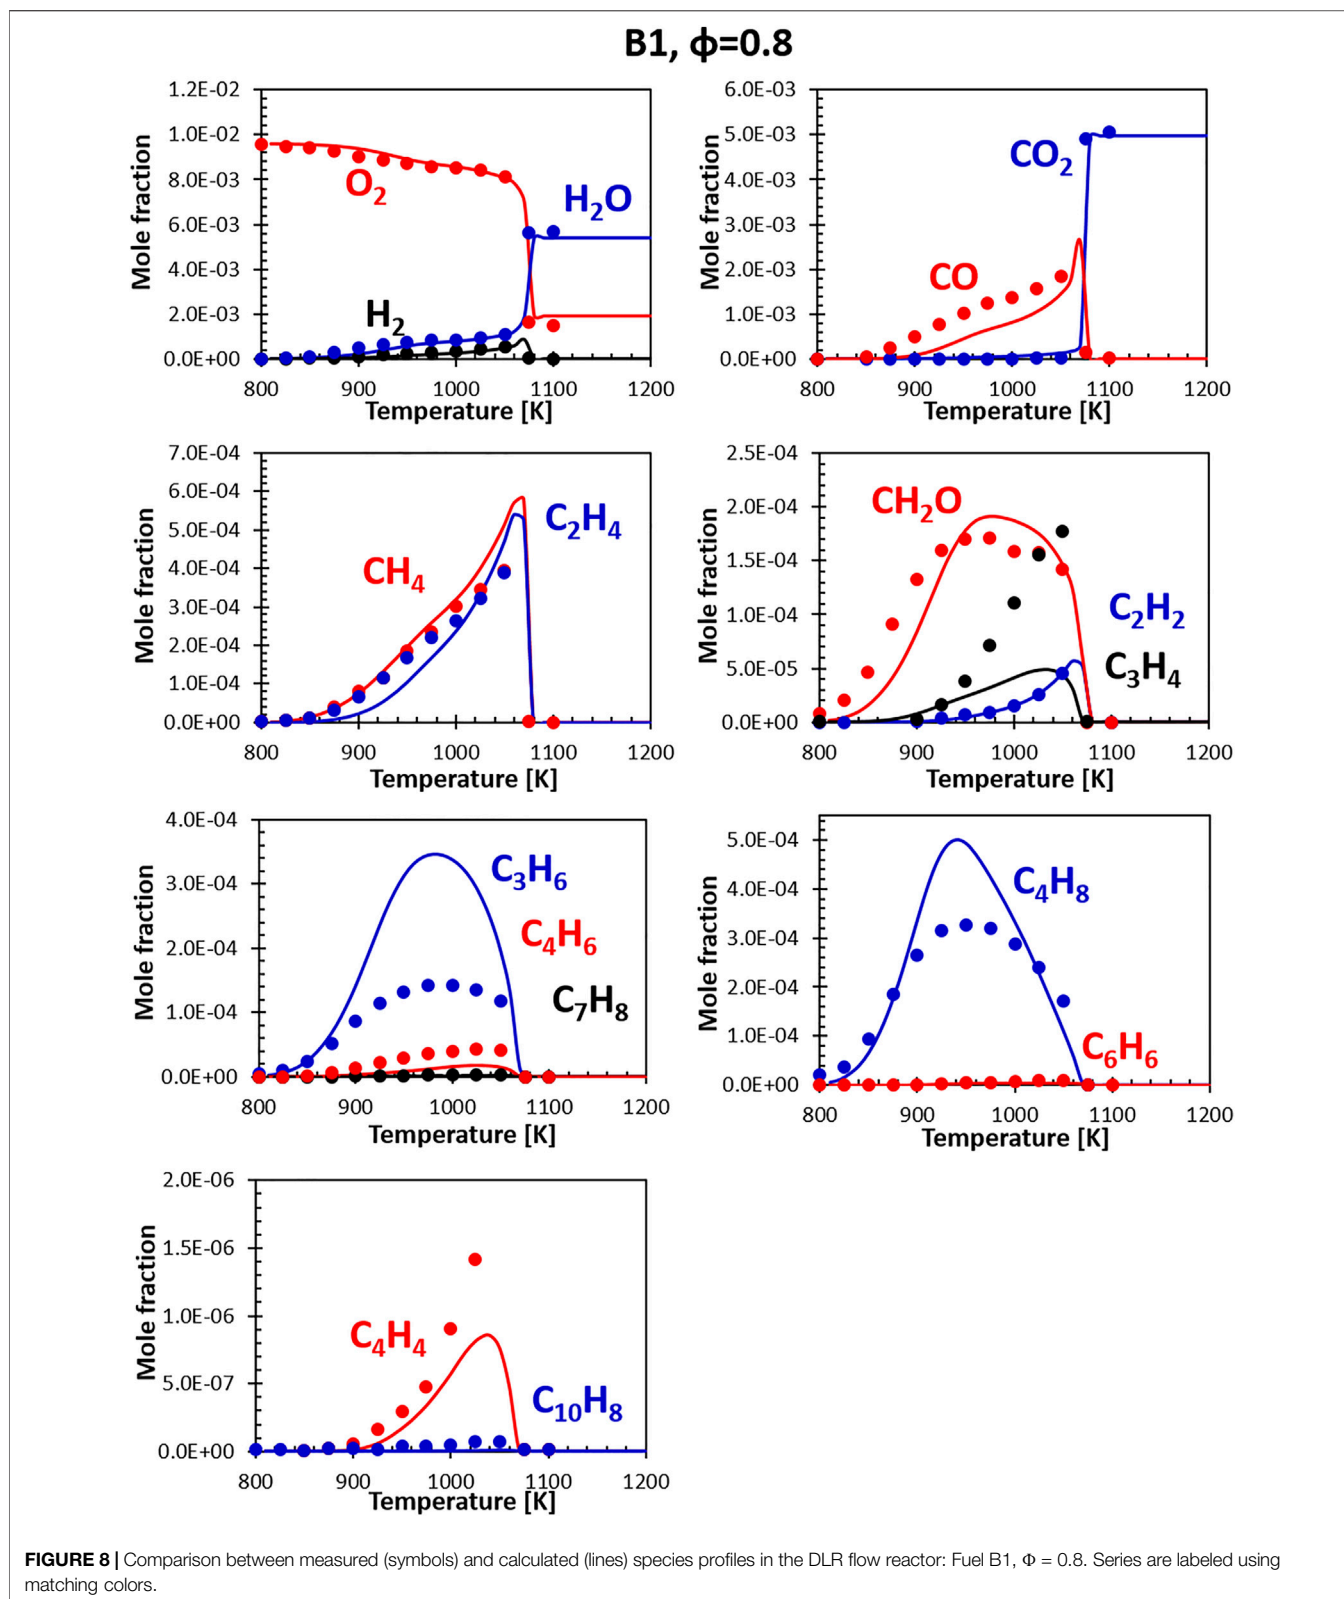 B1, ϕ=0.8
1.2E-02
1.0E-02
8.0E-03
6.0E-03
4.0E-03
2.0E-03
0.0E+00
Mole fraction
O₂
H₂O
H₂
800 900 1000 1100 1200
Temperature [K]
6.0E-03
5.0E-03
4.0E-03
3.0E-03
2.0E-03
1.0E-03
0.0E+00
Mole fraction
CO₂
CO
800 900 1000 1100 1200
Temperature [K]
7.0E-04
6.0E-04
5.0E-04
4.0E-04
3.0E-04
2.0E-04
1.0E-04
0.0E+00
Mole fraction
C₂H₄
CH₄
800 900 1000 1100 1200
Temperature [K]
2.5E-04
2.0E-04
1.5E-04
1.0E-04
5.0E-05
0.0E+00
Mole fraction
CH₂O
C₂H₂
C₃H₄
800 900 1000 1100 1200
Temperature [K]
4.0E-04
3.0E-04
2.0E-04
1.0E-04
0.0E+00
Mole fraction
C₃H₆
C₄H₆
C₇H₈
800 900 1000 1100 1200
Temperature [K]
5.0E-04
4.0E-04
3.0E-04
2.0E-04
1.0E-04
0.0E+00
Mole fraction
C₄H₈
C₆H₆
800 900 1000 1100 1200
Temperature [K]
2.0E-06
1.5E-06
1.0E-06
5.0E-07
0.0E+00
Mole fraction
C₄H₄
C₁₀H₈
800 900 1000 1100 1200
Temperature [K]
FIGURE 8 | Comparison between measured (symbols) and calculated (lines) species profiles in the DLR flow reactor: Fuel B1, Φ = 0.8. Series are labeled using
matching colors.